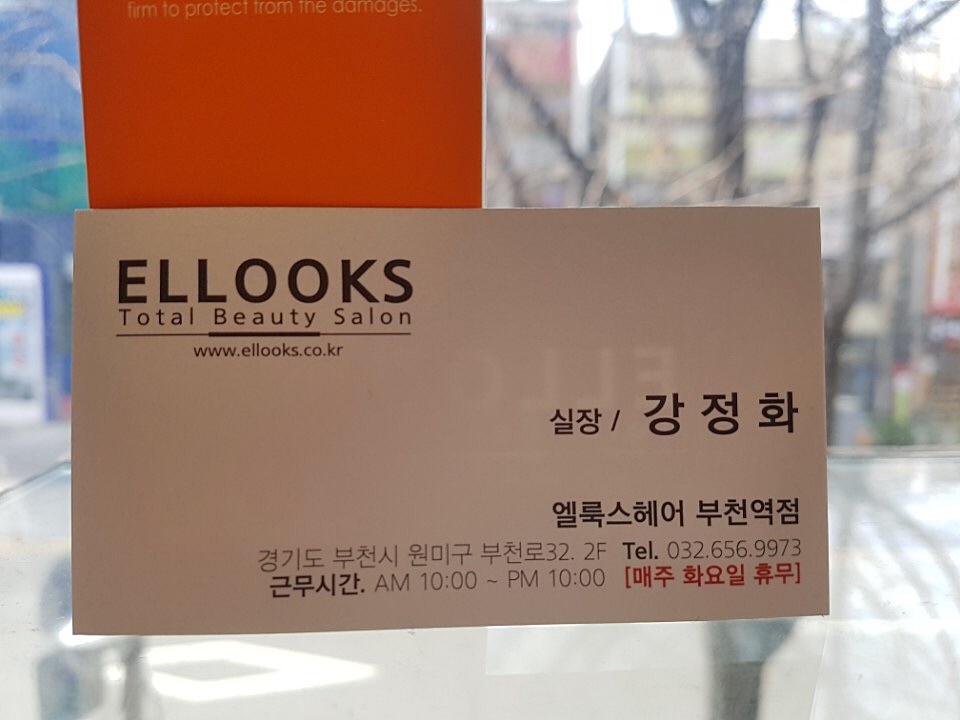 firm to protect from the damages.
ELLOOKS
Total Beauty Salon
www.ellooks.co.kr
실장 / 강정화
엘룩스헤어 부천역점
경기도 부천시 원미구 부천로32. 2F Tel. 032.656.9973
근무시간. AM 10:00 ~ PM 10:00 [매주 화요일 휴무]